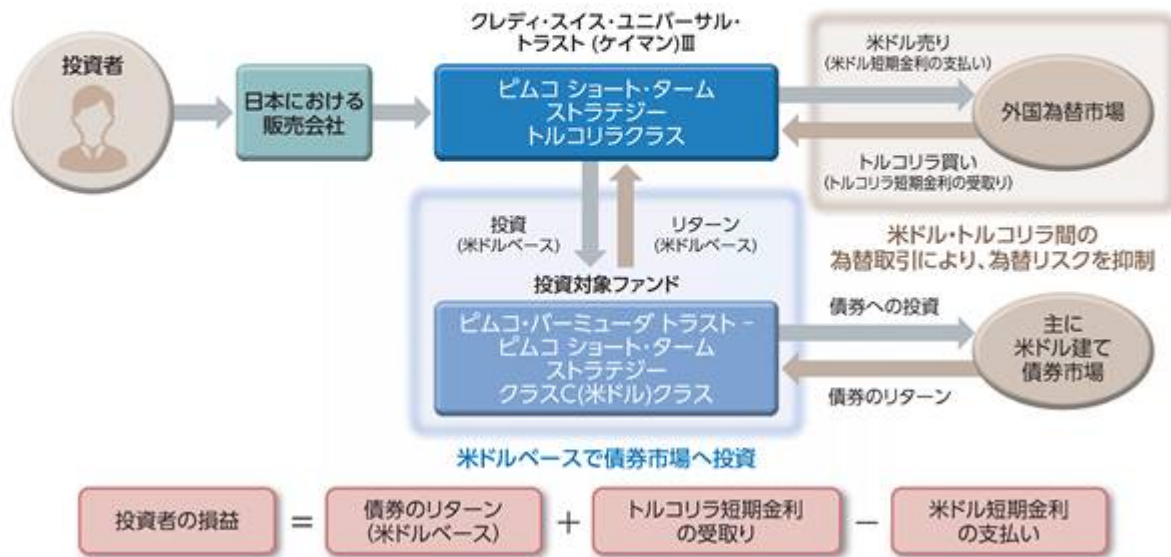 クレディ・スイス・ユニバーサル・
トラスト(ケイマン)Ⅲ
投資者
日本における
販売会社
ピムコ ショート・ターム
ストラテジー
トルコリラクラス
米ドル売り
(米ドル短期金利の支払い)
外国為替市場
トルコリラ買い
(トルコリラ短期金利の受取り)
米ドル・トルコリラ間の
為替取引により、為替リスクを抑制
投資
(米ドルベース)
リターン
(米ドルベース)
投資対象ファンド
ピムコ・バーミューダ トラスト－
ピムコ ショート・ターム
ストラテジー
クラスC(米ドル)クラス
債券への投資
主に
米ドル建て
債券市場
債券のリターン
米ドルベースで債券市場へ投資
投資者の損益
＝
債券のリターン
(米ドルベース)
＋
トルコリラ短期金利
の受取り
－
米ドル短期金利
の支払い